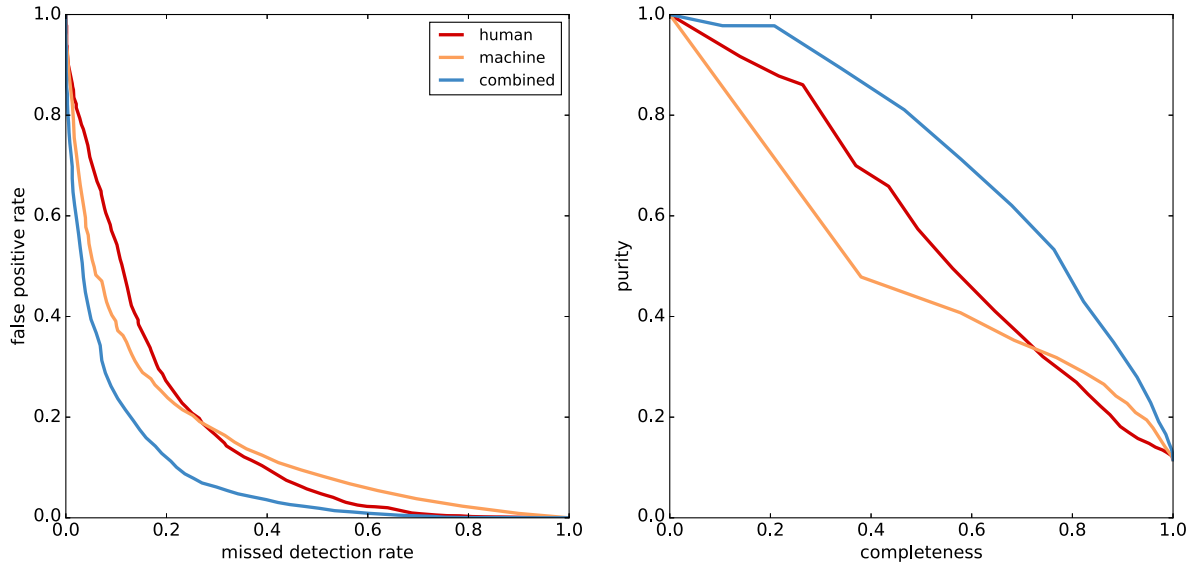 1.0
0.8
0.6
0.4
0.2
0.0
false positive rate
0.0 0.2 0.4 0.6 0.8 1.0
missed detection rate
human
machine
combined
1.0
0.8
0.6
0.4
0.2
0.0
purity
0.0 0.2 0.4 0.6 0.8 1.0
completeness